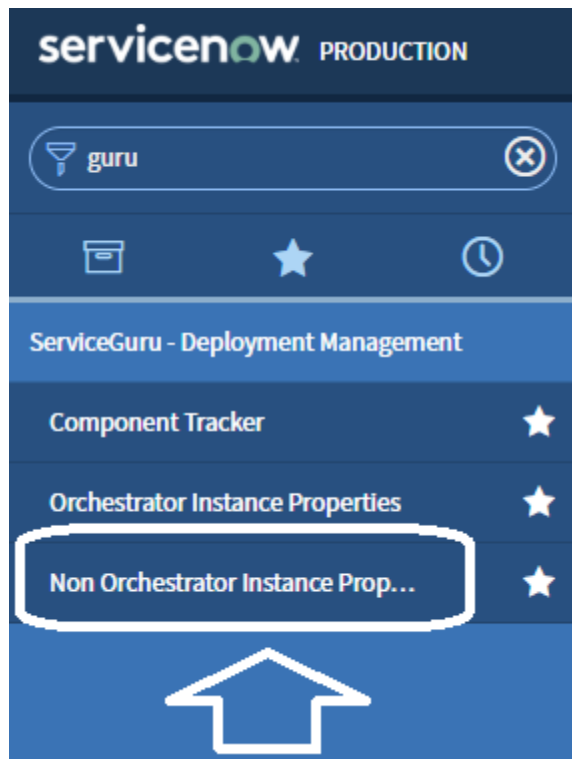 servicenow. PRODUCTION
guru
ServiceGuru - Deployment Management
Component Tracker
Orchestrator Instance Properties
Non Orchestrator Instance Prop...